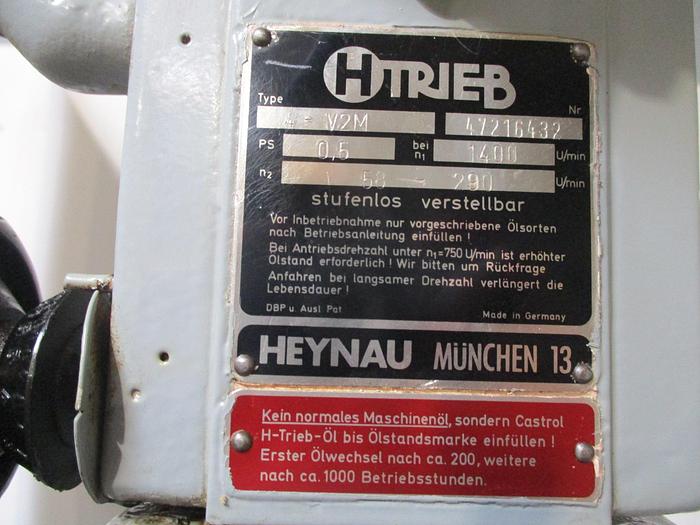 H TRIEB
Type Nr
4 - V2M 47216432
PS 0,5 bei n₁ 1400 U/min
n₂ 58 - 290 U/min
stufenlos verstellbar
Vor Inbetriebnahme nur vorgeschriebene Ölsorten
nach Betriebsanleitung einfüllen !
Bei Antriebsdrehzahl unter n₁=750 U/min ist erhöhter
Ölstand erforderlich ! Wir bitten um Rückfrage
Anfahren bei langsamer Drehzahl verlängert die
Lebensdauer !
DBP u. Ausl. Pat Made in Germany
HEYNAU MÜNCHEN 13
Kein normales Maschinenöl, sondern Castrol
H-Trieb-Öl bis Ölstandsmarke einfüllen !
Erster Ölwechsel nach ca. 200, weitere
nach ca. 1000 Betriebsstunden.